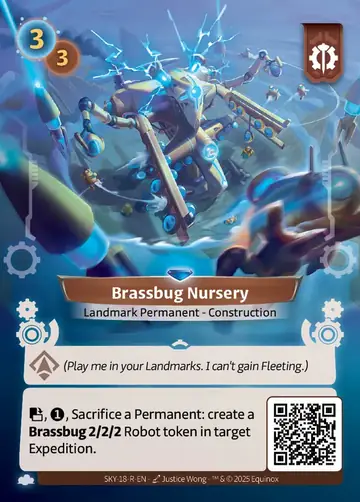 3
3
Brassbug Nursery
Landmark Permanent - Construction
(Play me in your Landmarks. I can't gain Fleeting.)
, 1, Sacrifice a Permanent: create a
Brassbug 2/2/2 Robot token in target
Expedition.
SKY-18-R-EN - Justice Wong - ™ & © 2025 Equinox